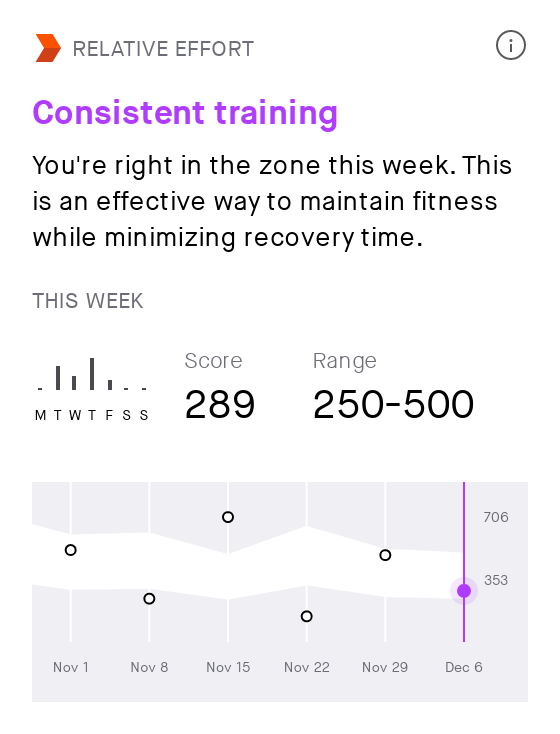 RELATIVE EFFORT
Consistent training
You're right in the zone this week. This
is an effective way to maintain fitness
while minimizing recovery time.
THIS WEEK
Score
Range
M T W T F S S
289
250-500
706
353
Nov 1
Nov 8
Nov 15
Nov 22
Nov 29
Dec 6